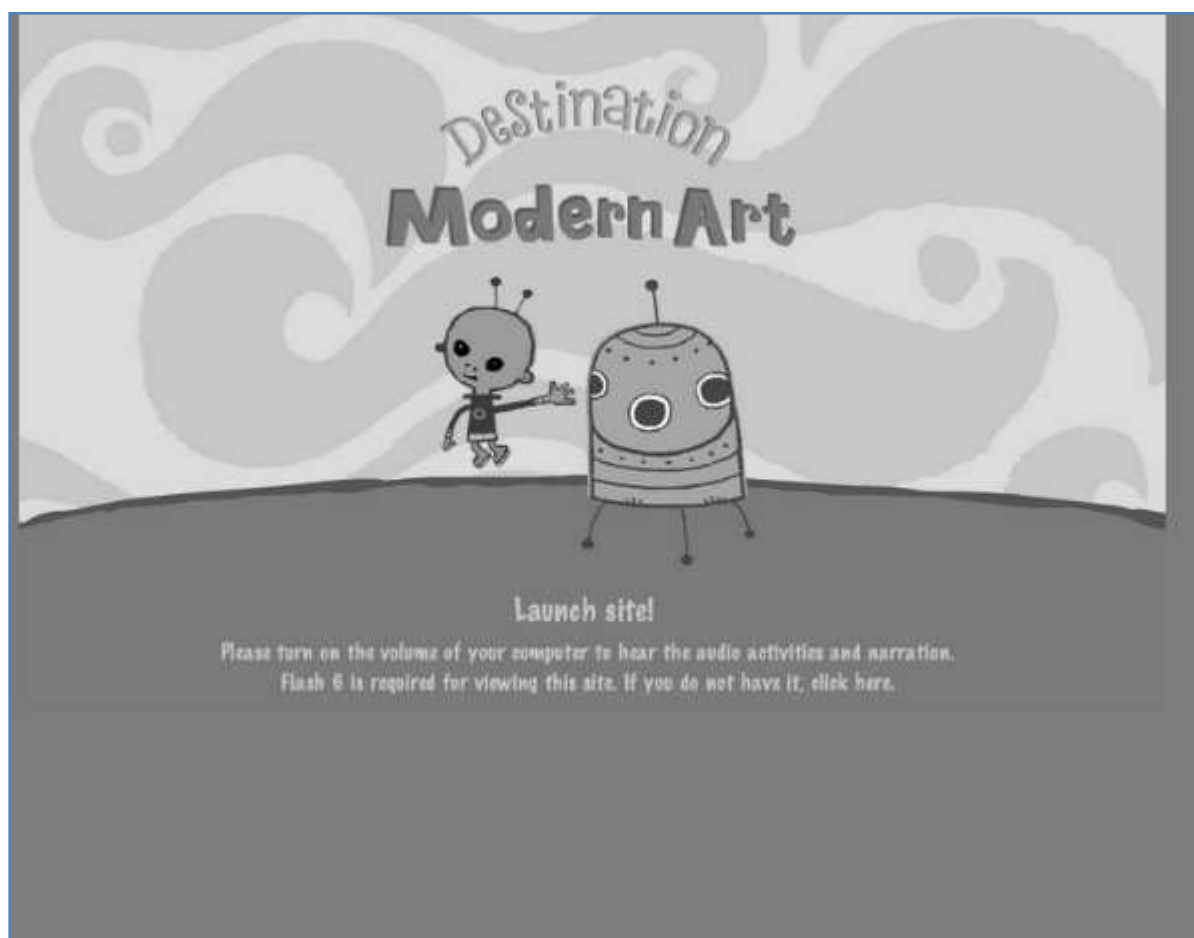 Destination
Modern Art
Launch site!
Please turn on the volume of your computer to hear the audio activities and narration.
Flash 6 is required for viewing this site. If you do not have it, click here.